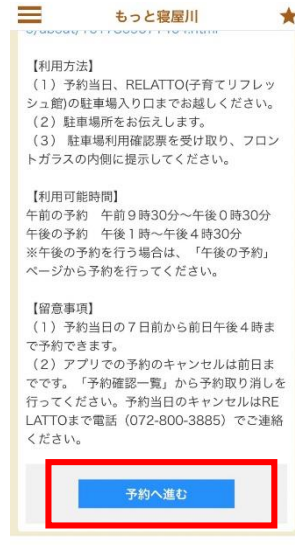 もっと寝屋川
【利用方法】
(1)予約当日、RELATTO(子育てリフレッ
シュ館)の駐車場入り口までお越しください。
(2)駐車場所をお伝えします。
(3) 駐車場利用確認票を受け取り、フロン
トガラスの内側に提示してください。
【利用可能時間】
午前の予約 午前9時30分~午後0時30分
午後の予約 午後1時~午後4時30分
※午後の予約を行う場合は、「午後の予約」
ページから予約を行ってください。
【留意事項】
(1)予約当日の7日前から前日午後4時ま
で予約できます。
(2)アプリでの予約のキャンセルは前日ま
でです。「予約確認一覧」から予約取り消しを
行ってください。予約当日のキャンセルはRE
LATTOまで電話(072-800-3885)でご連絡
ください。
予約へ進む